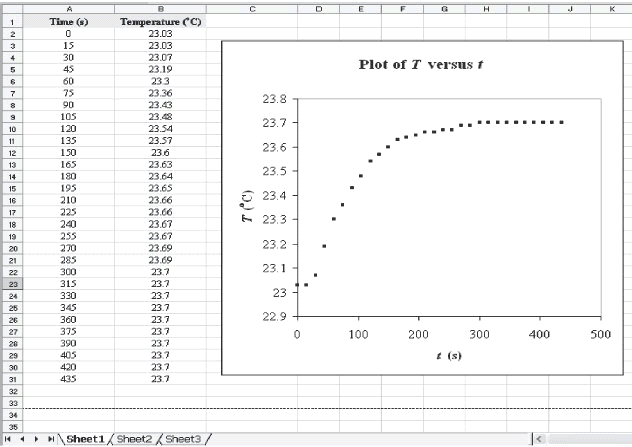 A B C D E F G H I J K
1 Time (s) Temperature (°C)
2 0 23.03
3 15 23.03
4 30 23.07
5 45 23.19
6 60 23.3
7 75 23.36
8 90 23.43
9 105 23.48
10 120 23.54
11 135 23.57
12 150 23.6
13 165 23.63
14 180 23.64
15 195 23.65
16 210 23.66
17 225 23.66
18 240 23.67
19 255 23.67
20 270 23.69
21 285 23.69
22 300 23.7
23 315 23.7
24 330 23.7
25 345 23.7
26 360 23.7
27 375 23.7
28 390 23.7
29 405 23.7
30 420 23.7
31 435 23.7
32
33
34
35
Plot of T versus t
23.8
23.7
23.6
23.5
23.4
23.3
23.2
23.1
23
22.9
T (°C)
0 100 200 300 400 500
t (s)
Sheet1 Sheet2 Sheet3